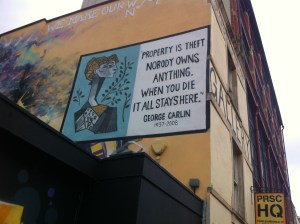 "PROPERTY IS THEFT
NOBODY OWNS
ANYTHING.
WHEN YOU DIE
IT ALL STAYS HERE."
GEORGE CARLIN
1937-2008
PRSC
HQ